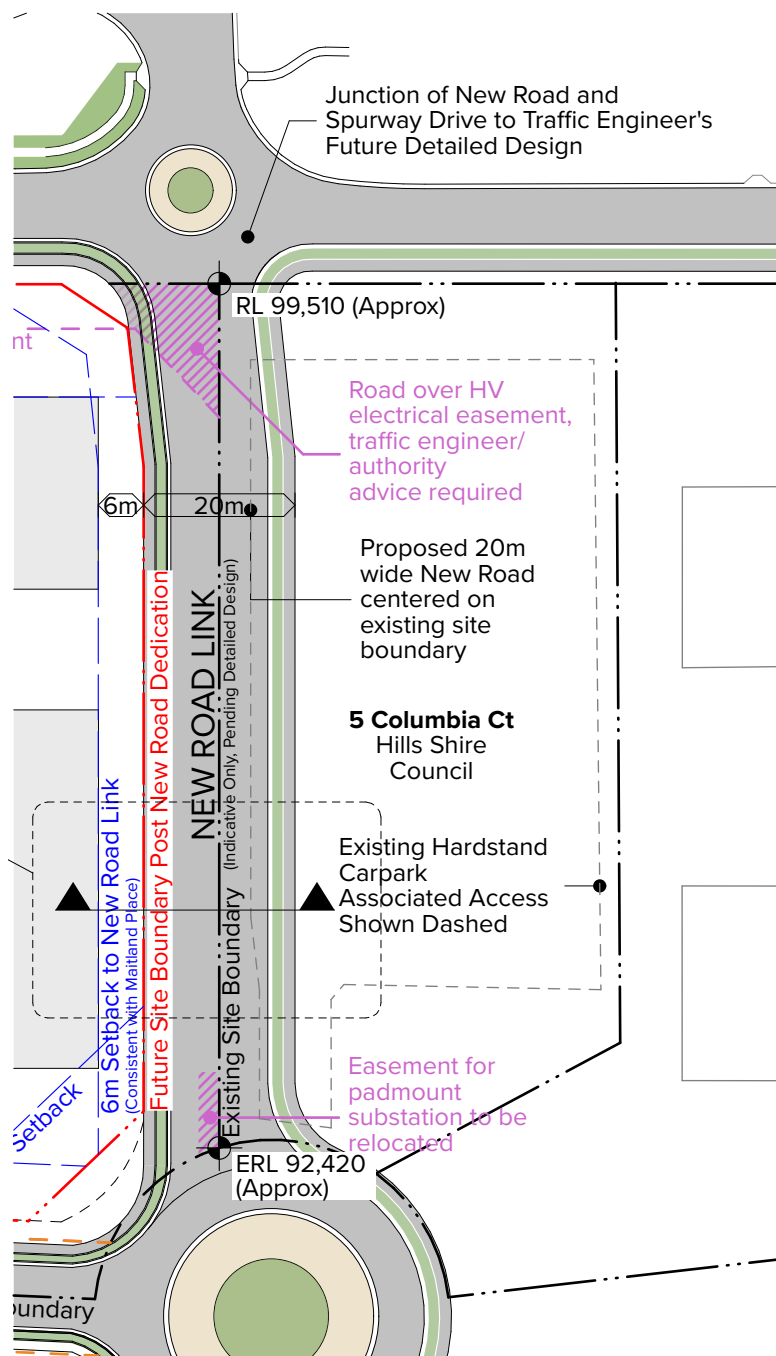 Junction of New Road and
Spurway Drive to Traffic Engineer's
Future Detailed Design
RL 99,510 (Approx)
nt
Road over HV
electrical easement,
traffic engineer/
authority
advice required
6m
20m
Proposed 20m
wide New Road
centered on
existing site
boundary
NEW ROAD LINK
(Indicative Only, Pending Detailed Design)
5 Columbia Ct
Hills Shire
Council
Existing Hardstand
Carpark
Associated Access
Shown Dashed
6m Setback to New Road Link
(Consistent with Maitland Place)
Future Site Boundary Post New Road Dedication
Existing Site Boundary
Setback
Easement for
padmount
substation to be
relocated
ERL 92,420
(Approx)
oundary